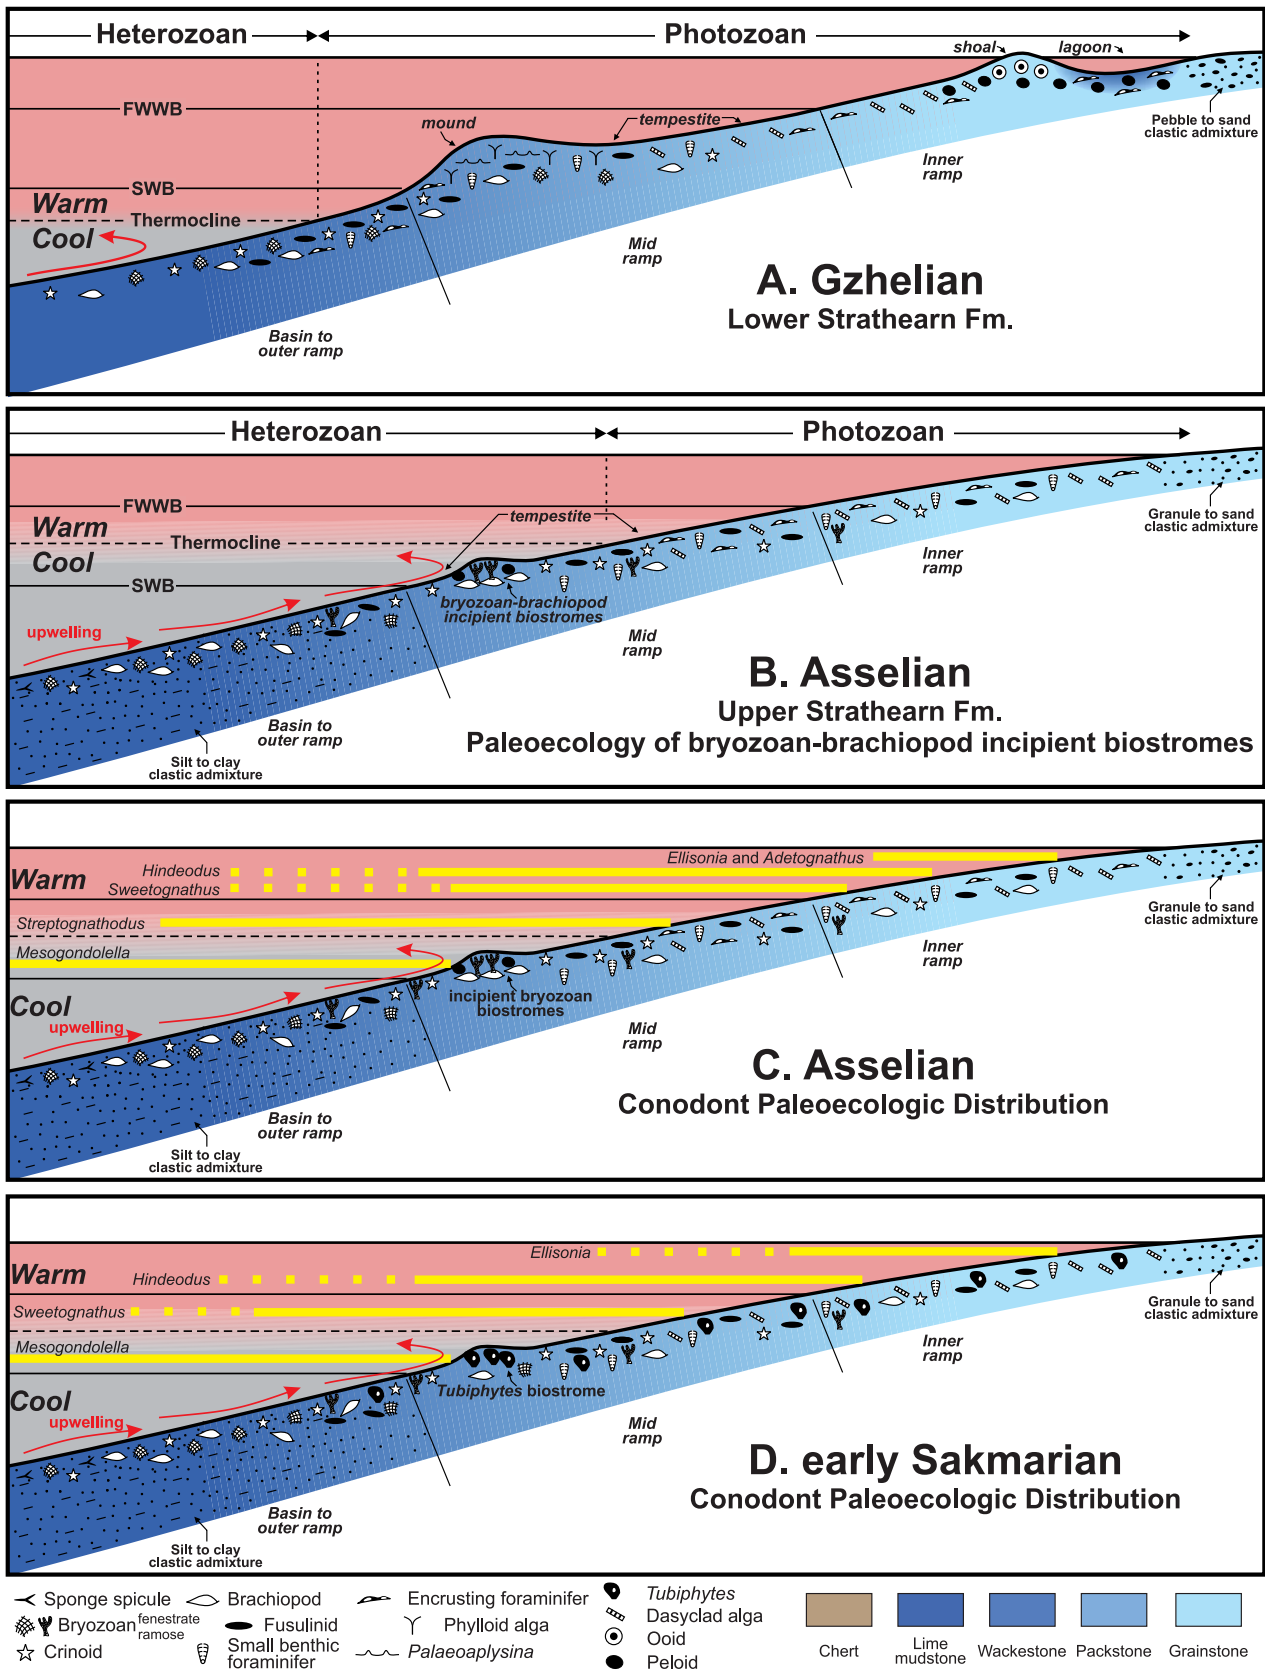 Heterozoan
Photozoan
shoal
lagoon
FWWB
mound
tempestite
Pebble to sand
clastic admixture
Inner
ramp
SWB
Warm
Thermocline
Cool
Mid
ramp
A. Gzhelian
Lower Strathearn Fm.
Basin to
outer ramp
Heterozoan
Photozoan
FWWB
tempestite
Granule to sand
clastic admixture
Warm
Thermocline
Cool
Inner
ramp
SWB
bryozoan-brachiopod
incipient biostromes
upwelling
Mid
ramp
B. Asselian
Upper Strathearn Fm.
Paleoecology of bryozoan-brachiopod incipient biostromes
Basin to
outer ramp
Silt to clay
clastic admixture
Ellisonia and Adetognathus
Hindeodus
Warm
Sweetognathus
Granule to sand
clastic admixture
Streptognathodus
Mesogondolella
Inner
ramp
Cool
incipient bryozoan
biostromes
upwelling
Mid
ramp
C. Asselian
Conodont Paleoecologic Distribution
Basin to
outer ramp
Silt to clay
clastic admixture
Ellisonia
Warm
Hindeodus
Sweetognathus
Granule to sand
clastic admixture
Mesogondolella
Inner
ramp
Cool
Tubiphytes biostrome
upwelling
Mid
ramp
D. early Sakmarian
Conodont Paleoecologic Distribution
Basin to
outer ramp
Silt to clay
clastic admixture
Sponge spicule
Brachiopod
Encrusting foraminifer
Tubiphytes
Bryozoan fenestrate
ramose
Fusulinid
Phylloid alga
Dasyclad alga
Crinoid
Small benthic
foraminifer
Palaeoaplysina
Ooid
Peloid
Chert
Lime
mudstone
Wackestone
Packstone
Grainstone